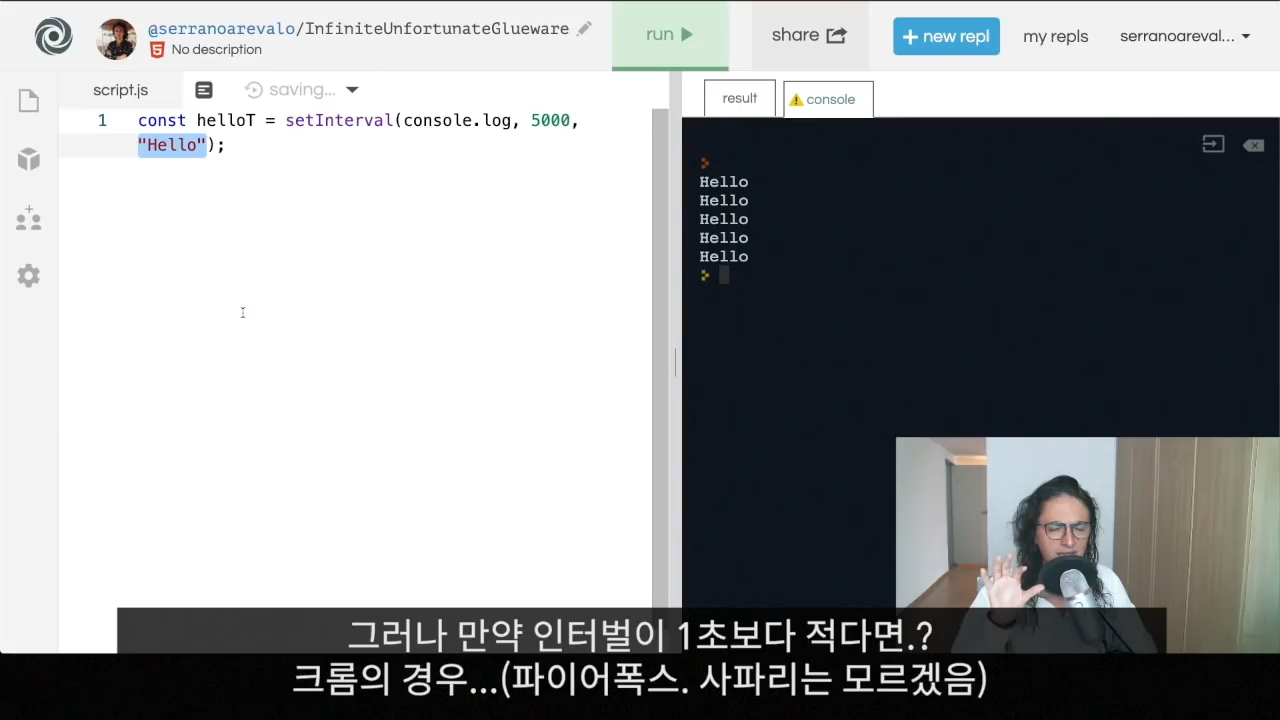 @serranoarevalo/InfiniteUnfortunateGlueware
No description
run
share
+ new repl
my repls
serranoareval...
script.js
saving...
result
console
1 const helloT = setInterval(console.log, 5000,
"Hello");
Hello
Hello
Hello
Hello
Hello
그러나 만약 인터벌이 1초보다 적다면.?
크롬의 경우...(파이어폭스. 사파리는 모르겠음)